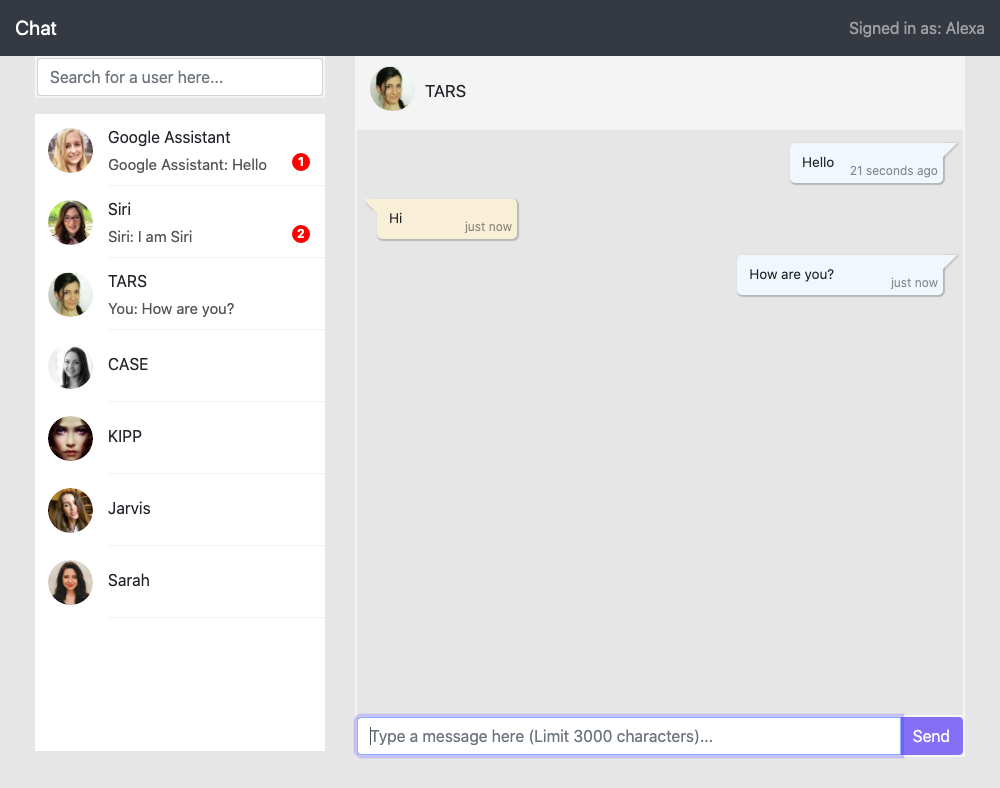 Chat
Signed in as: Alexa
Search for a user here...
Google Assistant
Google Assistant: Hello
1
Siri
Siri: I am Siri
2
TARS
You: How are you?
CASE
KIPP
Jarvis
Sarah
TARS
Hello
21 seconds ago
Hi
just now
How are you?
just now
Type a message here (Limit 3000 characters)...
Send